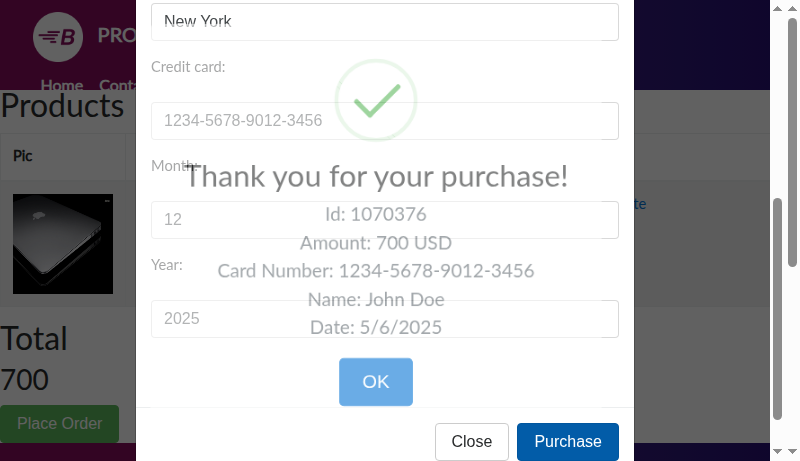 New York
PRO
Credit card:
Home Conta
Products
1234-5678-9012-3456
Pic
Month:
Thank you for your purchase!
te
Id: 1070376
12
Amount: 700 USD
Year:
Card Number: 1234-5678-9012-3456
Name: John Doe
2025
Date: 5/6/2025
Total
700
OK
Place Order
Close
Purchase